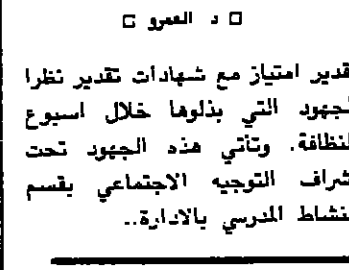 □ د العمرو □
قدير امتياز مع شهادات تقدير نظرا
لجهود التي بذلوها خلال اسبوع
لنظافة. وتأتي هذه الجهود تحت
شراف التوجيه الاجتماعي بقسم
لنشاط المدرسي بالادارة..